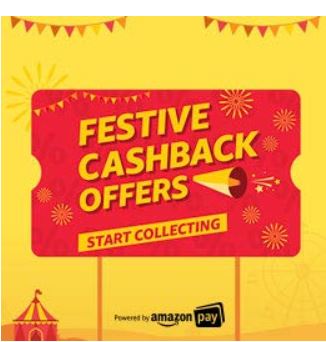 FESTIVE
CASHBACK
OFFERS
START COLLECTING
Powered by amazon pay